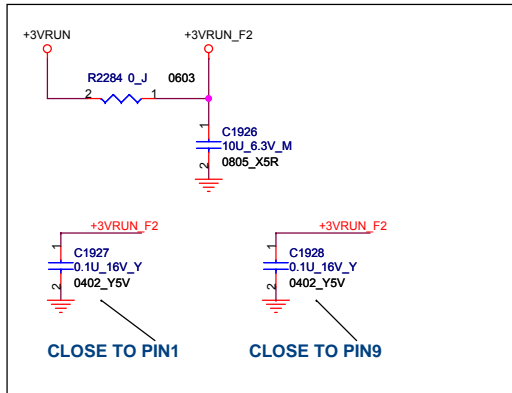 +3VRUN +3VRUN_F2
R2284 0_J 0603
2 1
1
C1926
10U_6.3V_M
2 0805_X5R
+3VRUN_F2 +3VRUN_F2
1 1
C1927 C1928
0.1U_16V_Y 0.1U_16V_Y
2 0402_Y5V 2 0402_Y5V
CLOSE TO PIN1 CLOSE TO PIN9